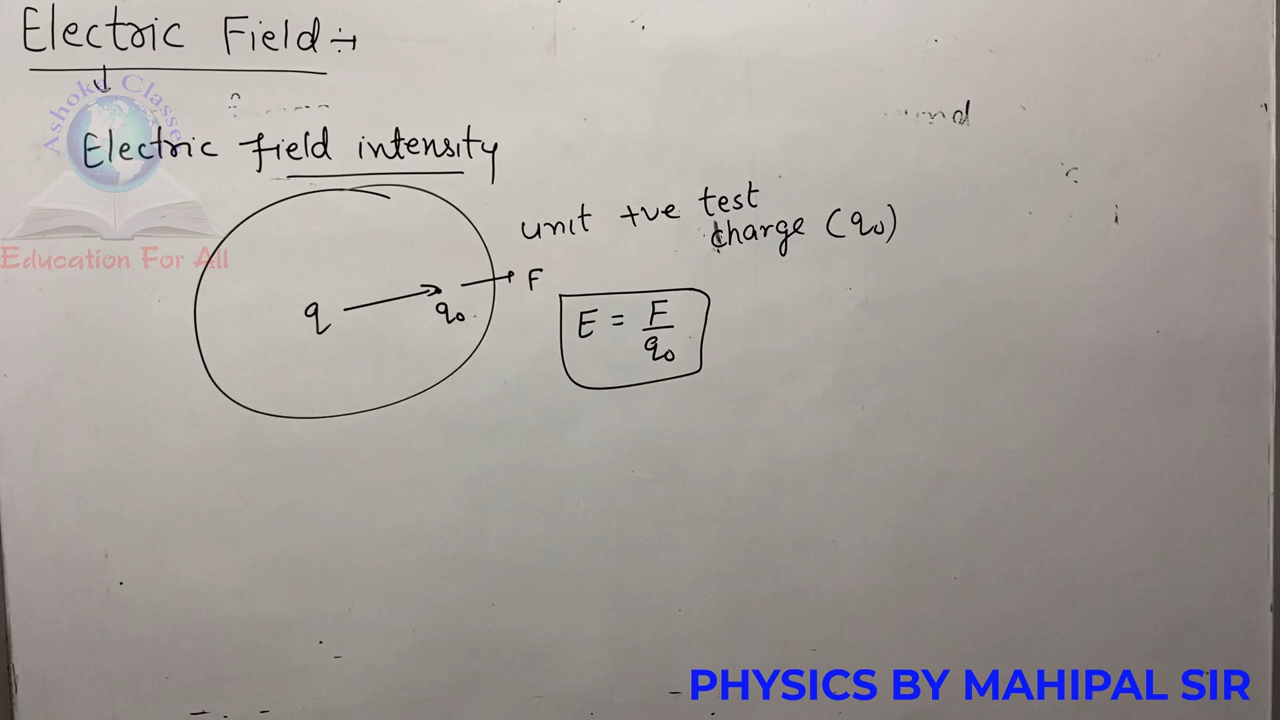 Electric Field :-
Ashoka Classes
Electric field intensity
Education For All
unit +ve test
charge (q₀)
q
q₀
F
E = F/q₀
PHYSICS BY MAHIPAL SIR